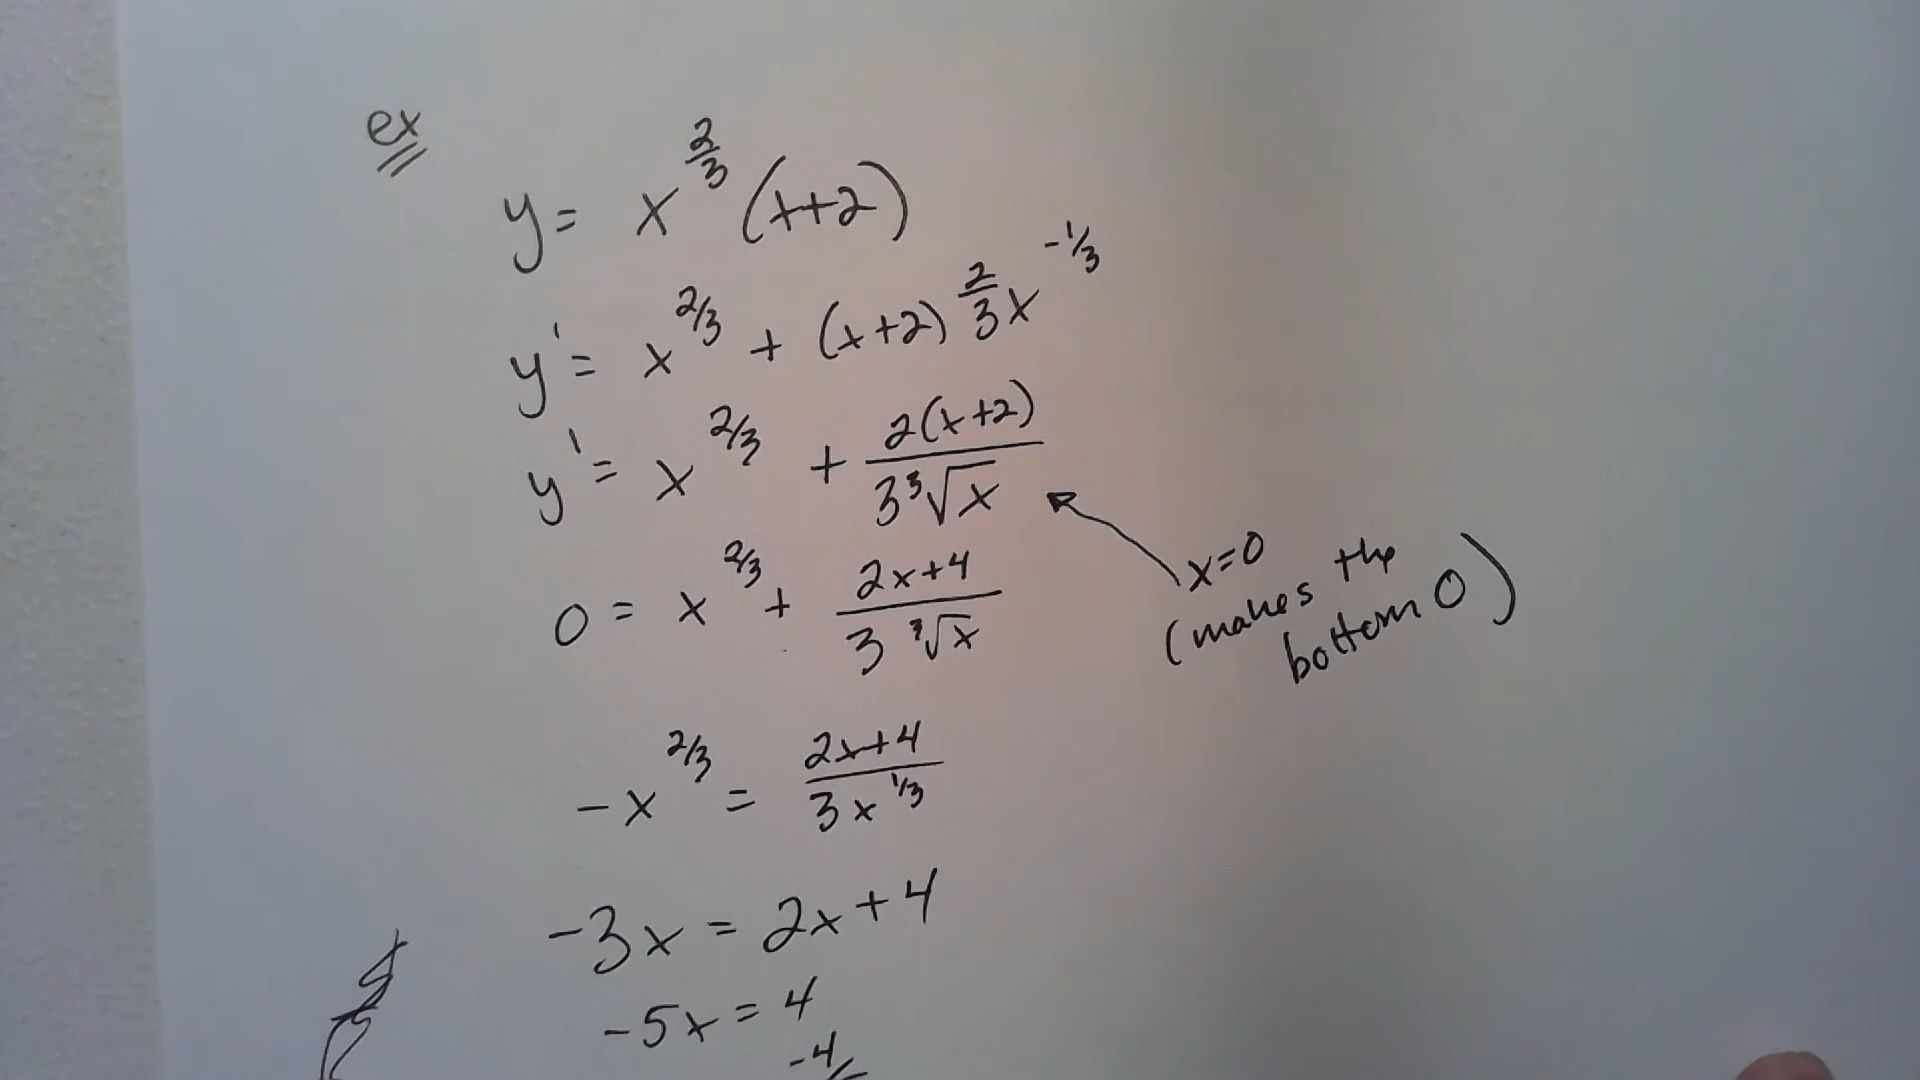 ex
y = x^(2/3) (x+2)
y' = x^(2/3) + (x+2) 2/3 x^(-1/3)
y' = x^(2/3) + 2(x+2) / 3∛x
0 = x^(2/3) + 2x+4 / 3∛x
x=0
(makes the
bottom 0)
-x^(2/3) = 2x+4 / 3x^(1/3)
-3x = 2x+4
-5x = 4
-4/